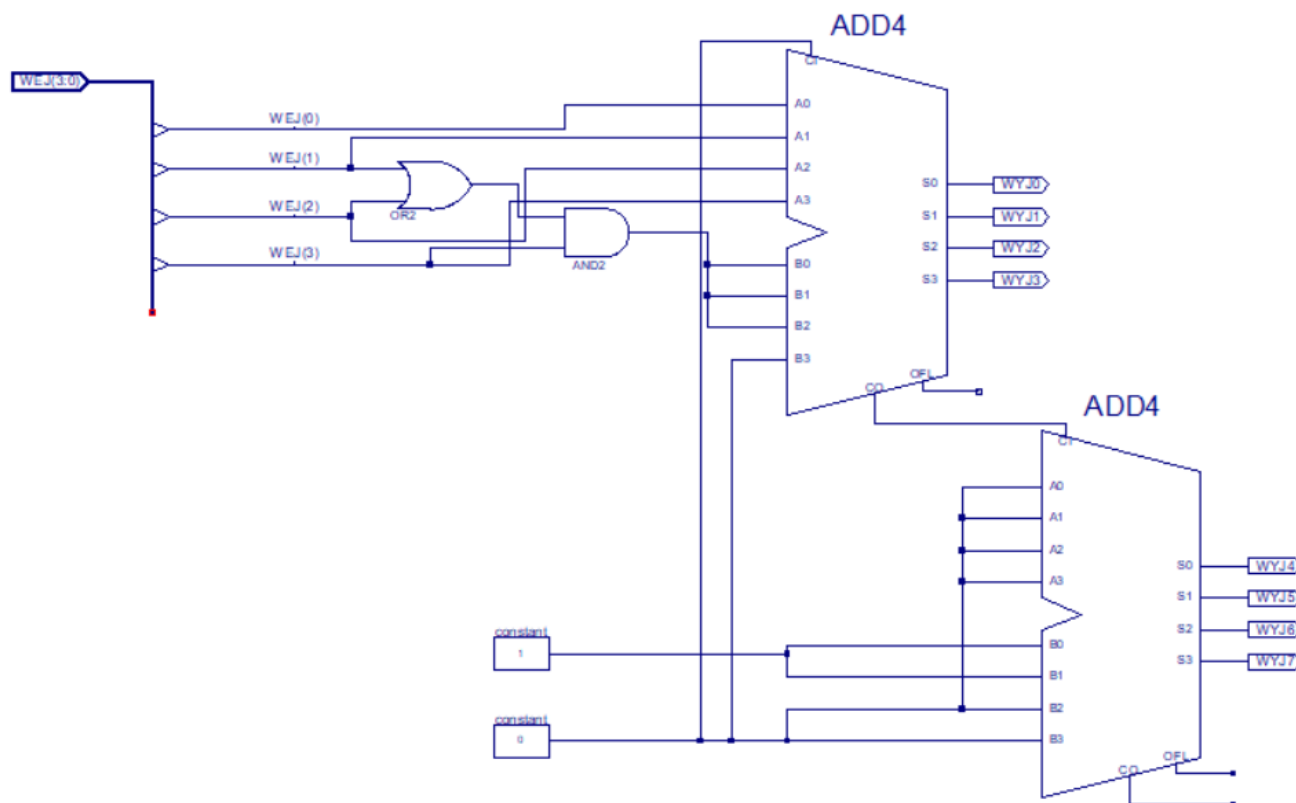 ADD4
CI
WEJ(3:0)
A0
WEJ(0)
A1
WEJ(1)
A2
S0
WYJ0
A3
WEJ(2)
OR2
S1
WYJ1
WEJ(3)
AND2
B0
S2
WYJ2
B1
S3
WYJ3
B2
B3
CO
OFL
ADD4
CI
A0
A1
A2
S0
WYJ4
A3
S1
WYJ5
constant
1
B0
S2
WYJ6
B1
S3
WYJ7
B2
constant
0
B3
CO
OFL